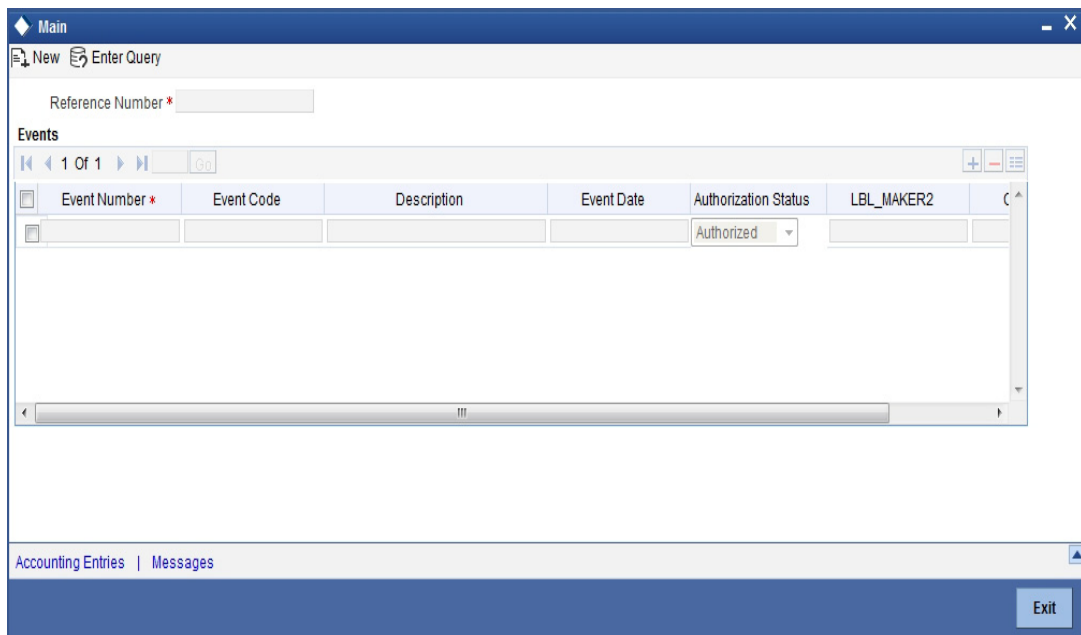 Main
New Enter Query
Reference Number *
Events
1 Of 1 Go
Event Number * Event Code Description Event Date Authorization Status LBL_MAKER2
Authorized
Accounting Entries | Messages
Exit